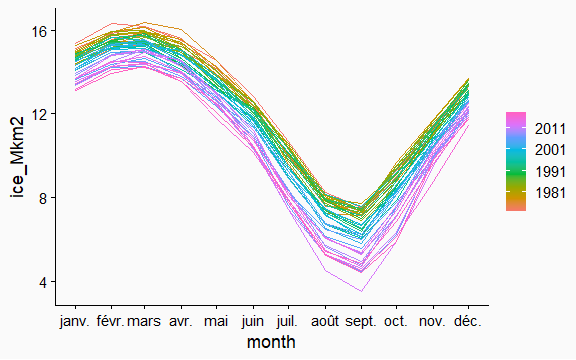 16
12
8
4
ice_Mkm2
janv. févr. mars avr. mai juin juil. août sept. oct. nov. déc.
month
2011
2001
1991
1981